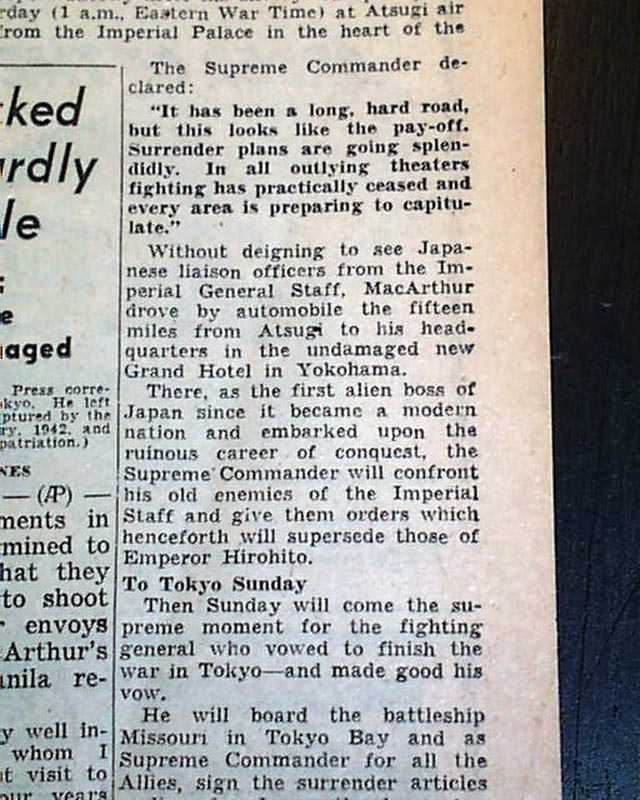 rday (1 a.m., Eastern War Time) at Atsugi air
from the Imperial Palace in the heart of the
The Supreme Commander de-
clared:
"It has been a long, hard road,
but this looks like the pay-off.
Surrender plans are going splen-
didly. In all outlying theaters
fighting has practically ceased and
every area is preparing to capitu-
late."
Without deigning to see Japa-
nese liaison officers from the Im-
perial General Staff, MacArthur
drove by automobile the fifteen
miles from Atsugi to his head-
quarters in the undamaged new
Grand Hotel in Yokohama.
There, as the first alien boss of
Japan since it became a modern
nation and embarked upon the
ruinous career of conquest, the
Supreme Commander will confront
his old enemies of the Imperial
Staff and give them orders which
henceforth will supersede those of
Emperor Hirohito.
To Tokyo Sunday
Then Sunday will come the su-
preme moment for the fighting
general who vowed to finish the
war in Tokyo—and made good his
vow.
He will board the battleship
Missouri in Tokyo Bay and as
Supreme Commander for all the
Allies, sign the surrender articles
ked
rdly
le
:
e
aged
Press corre-
kyo. He left
ptured by the
ry, 1942, and
patriation.)
NES
— (AP) —
ments in
mined to
hat they
to shoot
r envoys
Arthur's
anila re-
y well in-
whom I
t visit to
our years